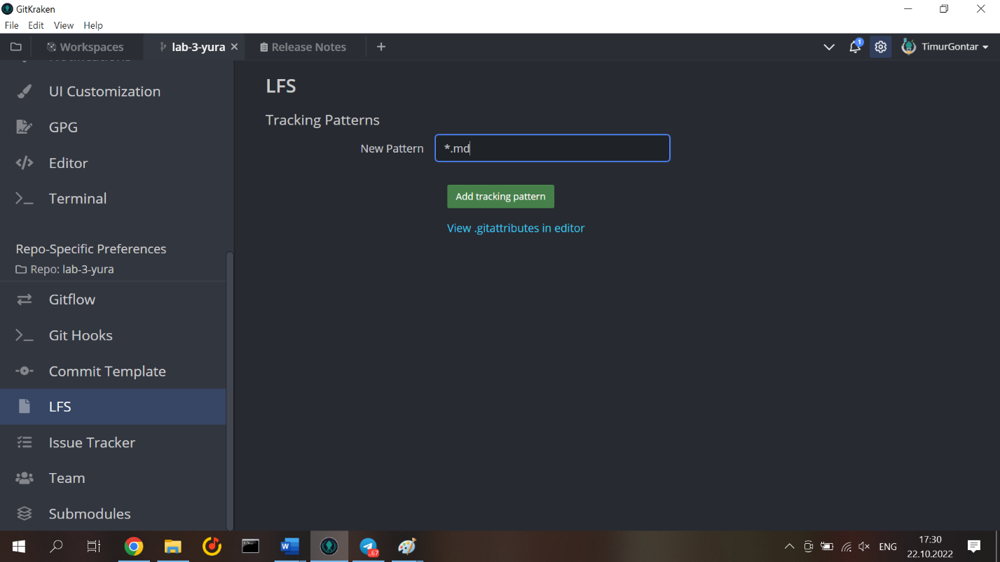 GitKraken
File Edit View Help
Workspaces lab-3-yura Release Notes 1 TimurGontar
Notifications
UI Customization
GPG
Editor
Terminal
Repo-Specific Preferences
Repo: lab-3-yura
Gitflow
Git Hooks
Commit Template
LFS
Issue Tracker
Team
Submodules
LFS
Tracking Patterns
New Pattern *.md
Add tracking pattern
View .gitattributes in editor
W ..67 ENG 17:30
22.10.2022